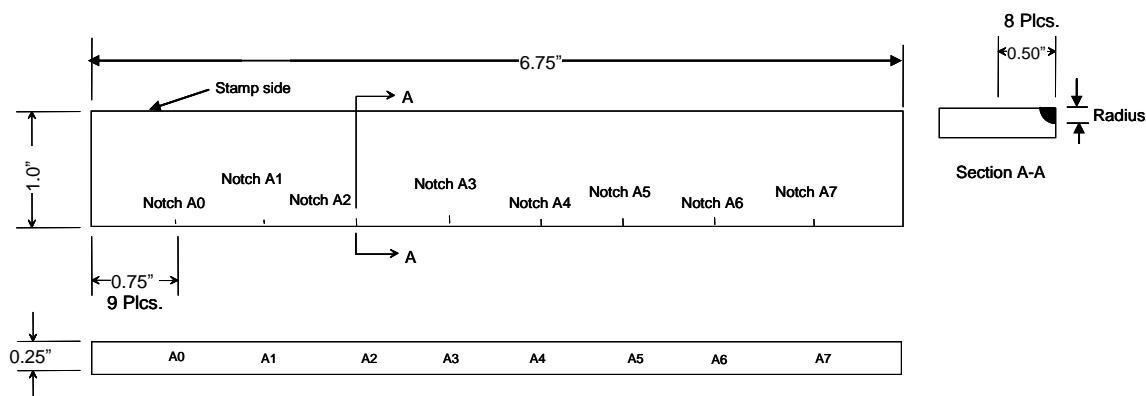 8 Plcs.
0.50”
6.75”
Stamp side
A
Radius
1.0”
Section A-A
Notch A0
Notch A1
Notch A2
Notch A3
Notch A4
Notch A5
Notch A6
Notch A7
A
0.75”
9 Plcs.
0.25”
A0
A1
A2
A3
A4
A5
A6
A7